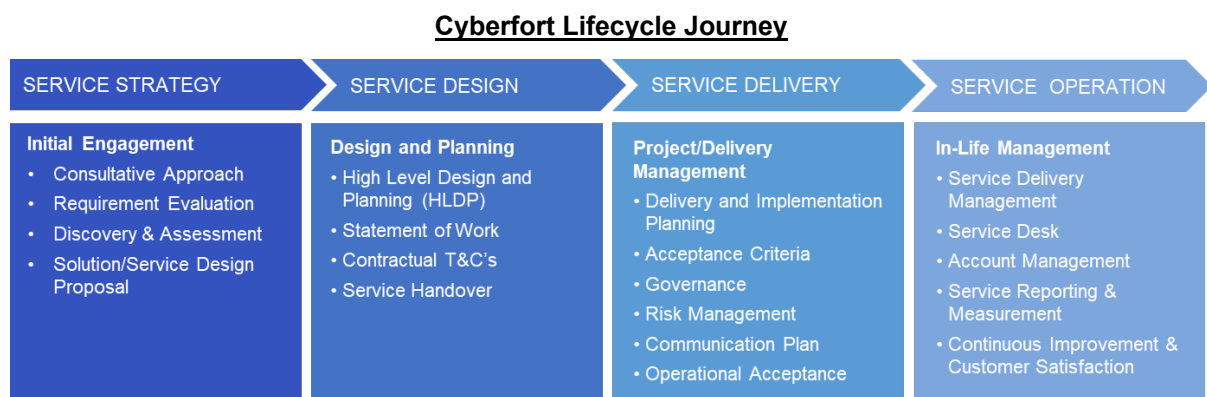 Cyberfort Lifecycle Journey
SERVICE STRATEGY
SERVICE DESIGN
SERVICE DELIVERY
SERVICE OPERATION
Initial Engagement
• Consultative Approach
• Requirement Evaluation
• Discovery & Assessment
• Solution/Service Design
Proposal
Design and Planning
• High Level Design and
Planning (HLDP)
• Statement of Work
• Contractual T&C's
• Service Handover
Project/Delivery
Management
• Delivery and Implementation
Planning
• Acceptance Criteria
• Governance
• Risk Management
• Communication Plan
• Operational Acceptance
In-Life Management
• Service Delivery
Management
• Service Desk
• Account Management
• Service Reporting &
Measurement
• Continuous Improvement &
Customer Satisfaction